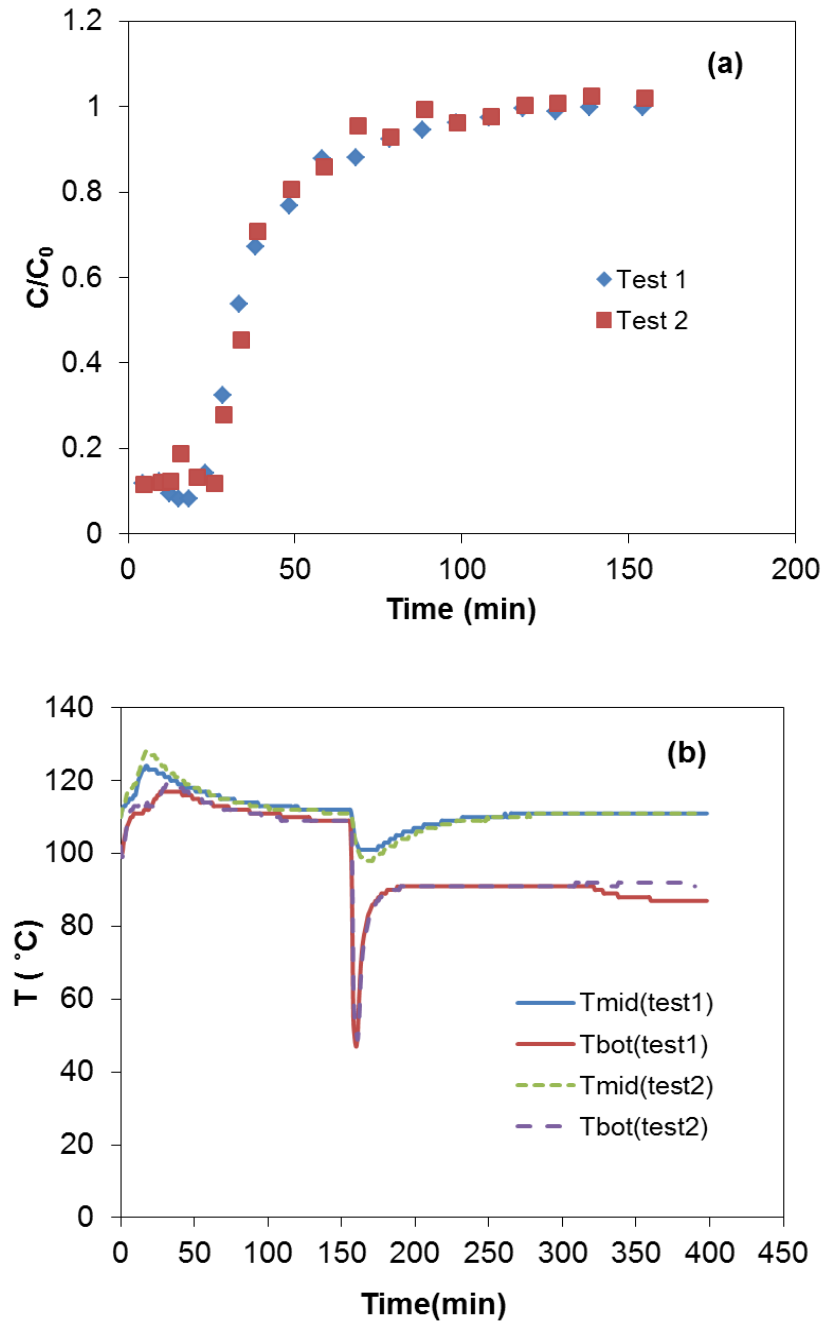 1.2
(a)
1
0.8
0.6
0.4
0.2
0
C/C₀
Test 1
Test 2
0 50 100 150 200
Time (min)
140
(b)
120
100
80
60
40
20
0
T ( ˚C)
Tmid(test1)
Tbot(test1)
Tmid(test2)
Tbot(test2)
0 50 100 150 200 250 300 350 400 450
Time(min)